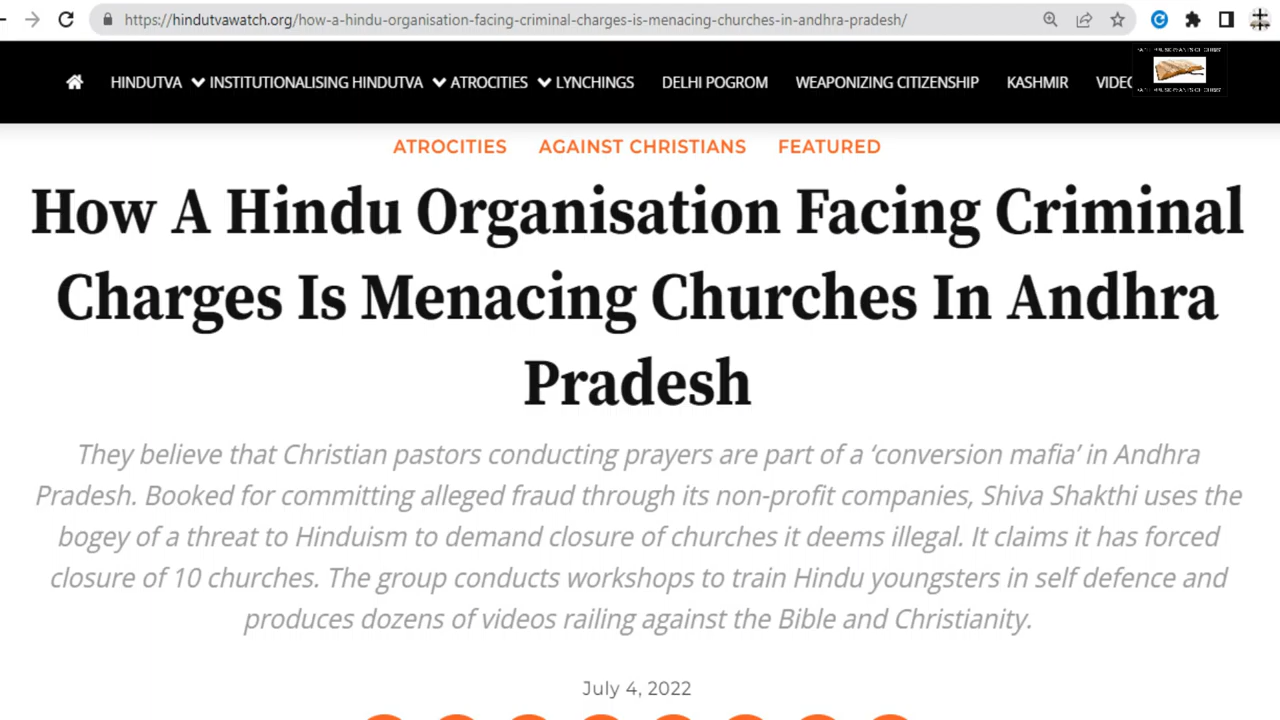 https://hindutvawatch.org/how-a-hindu-organisation-facing-criminal-charges-is-menacing-churches-in-andhra-pradesh/
HINDUTVA INSTITUTIONALISING HINDUTVA ATROCITIES LYNCHINGS DELHI POGROM WEAPONIZING CITIZENSHIP KASHMIR
ATROCITIES AGAINST CHRISTIANS FEATURED
How A Hindu Organisation Facing Criminal
Charges Is Menacing Churches In Andhra
Pradesh
They believe that Christian pastors conducting prayers are part of a ‘conversion mafia’ in Andhra
Pradesh. Booked for committing alleged fraud through its non-profit companies, Shiva Shakthi uses the
bogey of a threat to Hinduism to demand closure of churches it deems illegal. It claims it has forced
closure of 10 churches. The group conducts workshops to train Hindu youngsters in self defence and
produces dozens of videos railing against the Bible and Christianity.
July 4, 2022